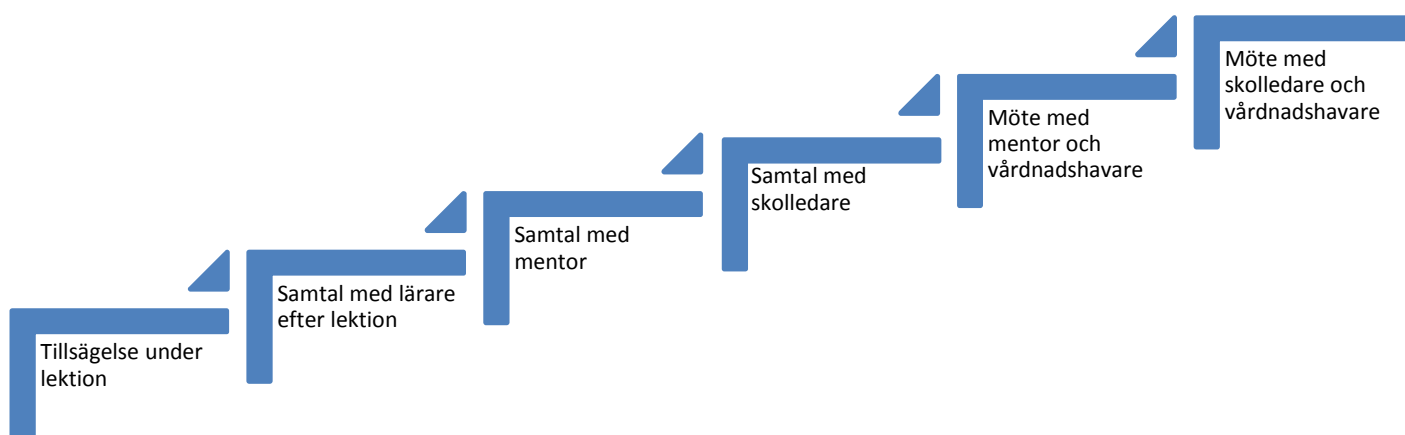 Tillsägelse under
lektion
Samtal med lärare
efter lektion
Samtal med
mentor
Samtal med
skolledare
Möte med
mentor och
vårdnadshavare
Möte med
skolledare och
vårdnadshavare